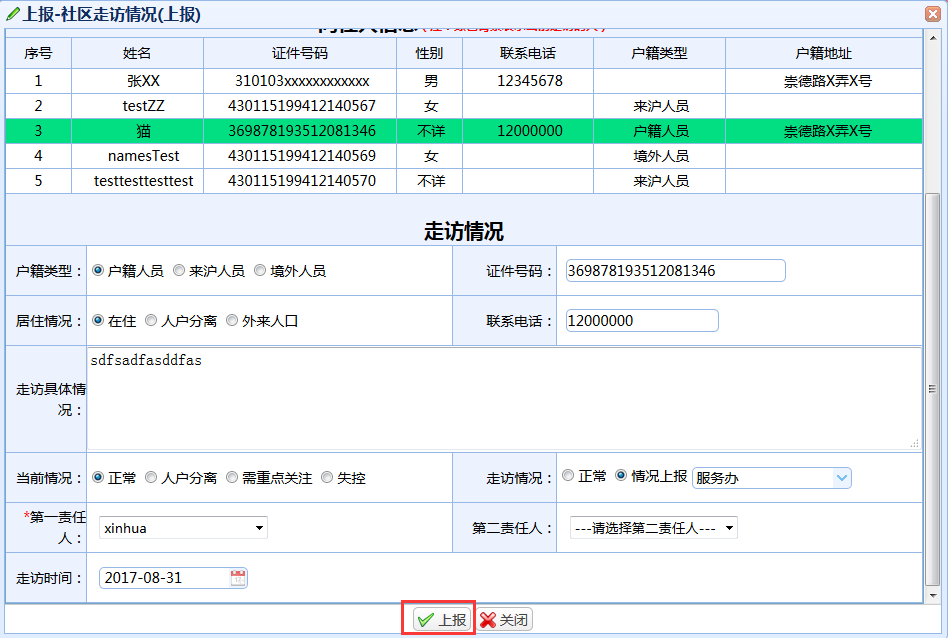 上报-社区走访情况(上报)
序号 姓名 证件号码 性别 联系电话 户籍类型 户籍地址
1 张XX 310103xxxxxxxxxxxx 男 12345678 崇德路X弄X号
2 testZZ 430115199412140567 女 来沪人员
3 猫 369878193512081346 不详 12000000 户籍人员 崇德路X弄X号
4 namesTest 430115199412140569 女 境外人员
5 testtesttesttest 430115199412140570 不详 来沪人员
走访情况
户籍类型： 户籍人员 来沪人员 境外人员 证件号码： 369878193512081346
居住情况： 在住 人户分离 外来人口 联系电话： 12000000
走访具体情
况：
sdfsadfasddfas
当前情况： 正常 人户分离 需重点关注 失控 走访情况： 正常 情况上报 服务办
*第一责任
人：
xinhua 第二责任人： ---请选择第二责任人---
走访时间： 2017-08-31
上报 关闭